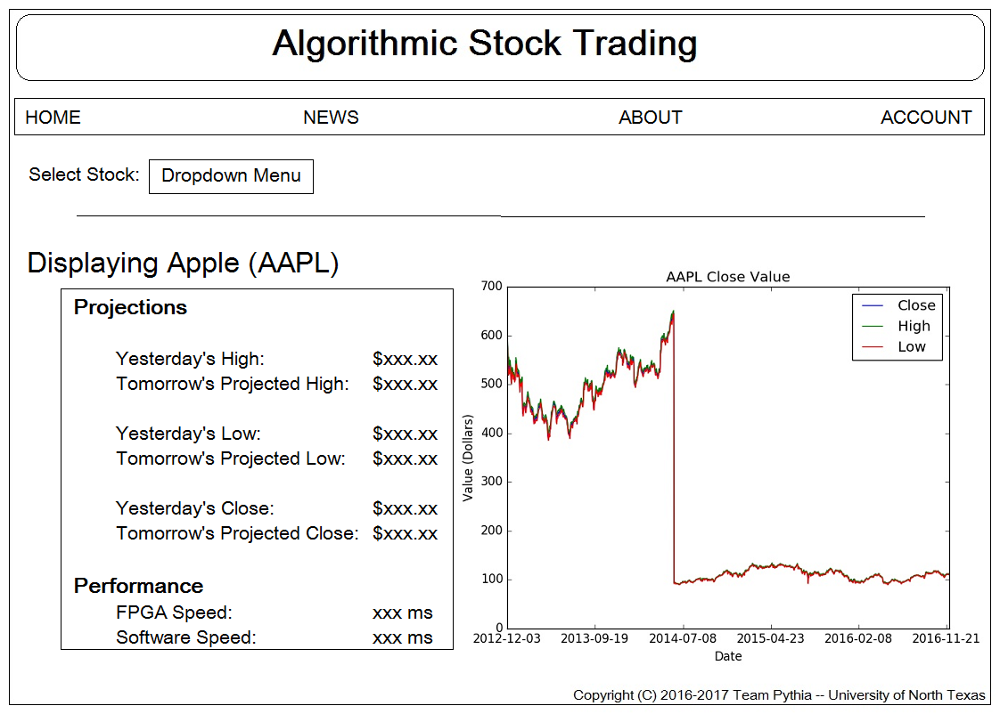 Algorithmic Stock Trading
HOME NEWS ABOUT ACCOUNT
Select Stock: Dropdown Menu
Displaying Apple (AAPL)
Projections
Yesterday's High: $xxx.xx
Tomorrow's Projected High: $xxx.xx
Yesterday's Low: $xxx.xx
Tomorrow's Projected Low: $xxx.xx
Yesterday's Close: $xxx.xx
Tomorrow's Projected Close: $xxx.xx
Performance
FPGA Speed: xxx ms
Software Speed: xxx ms
AAPL Close Value
Close
High
Low
Value (Dollars)
700
600
500
400
300
200
100
0
2012-12-03 2013-09-19 2014-07-08 2015-04-23 2016-02-08 2016-11-21
Date
Copyright (C) 2016-2017 Team Pythia -- University of North Texas